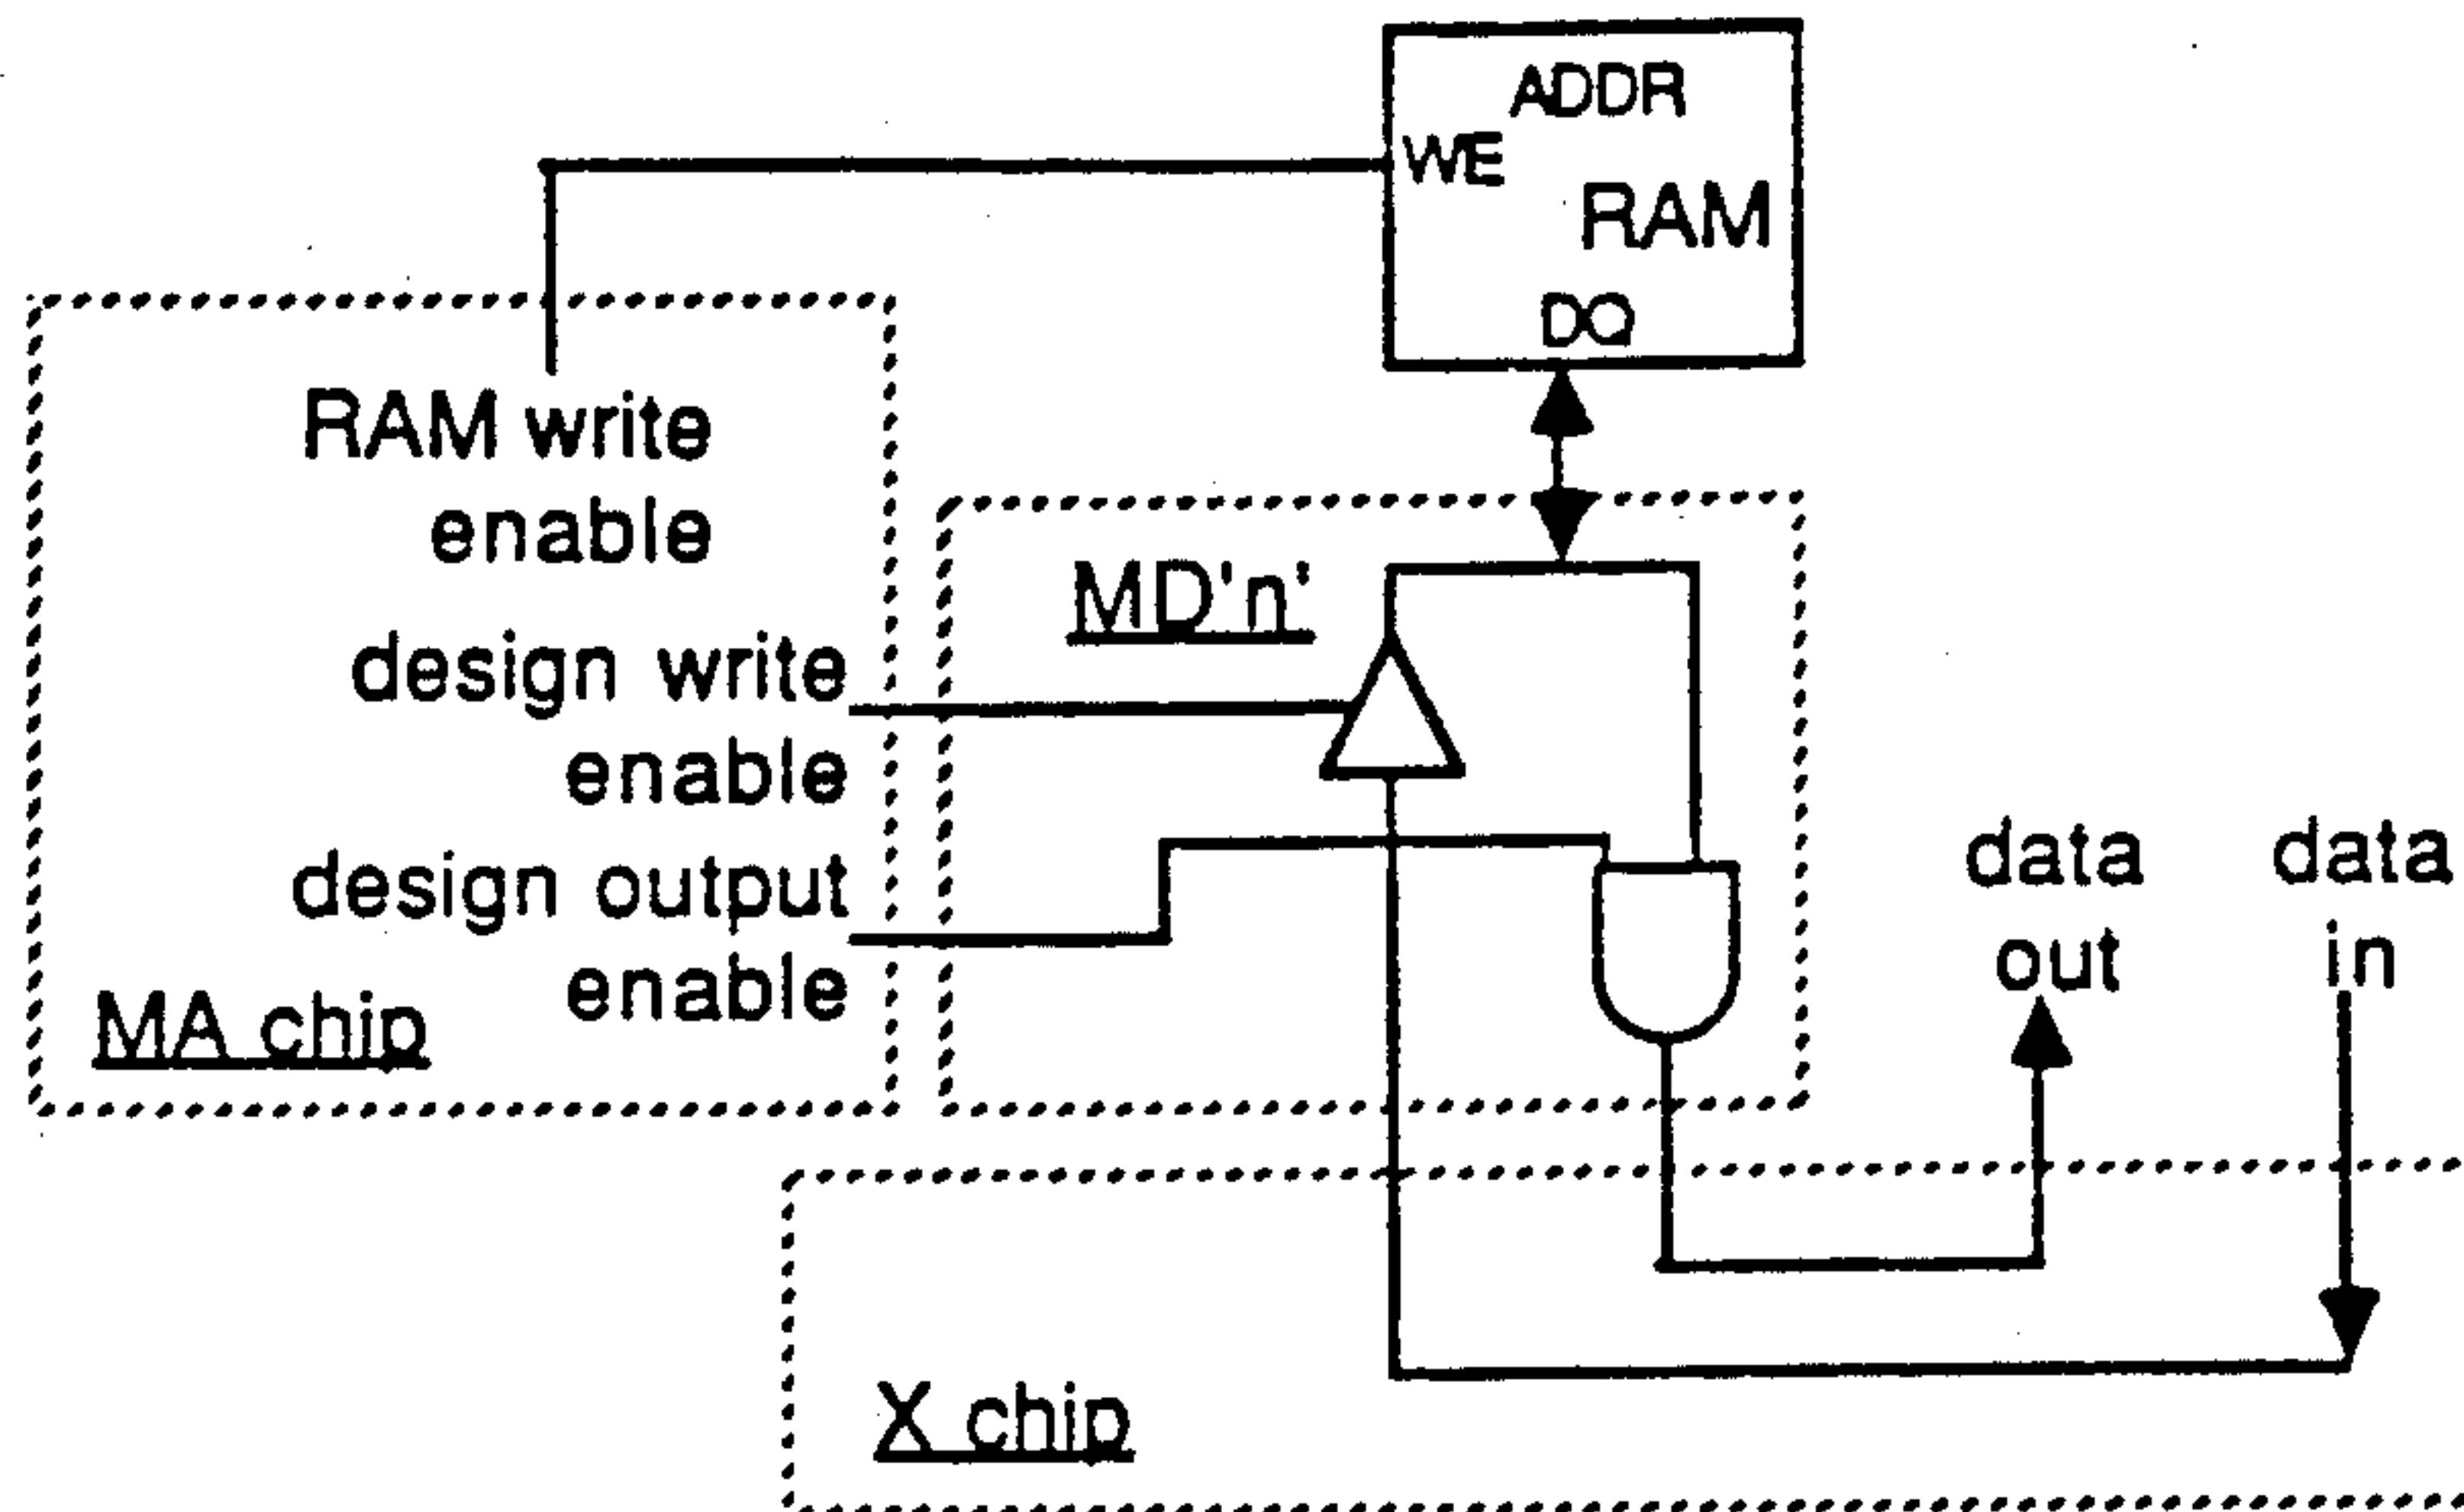 ADDR
WE
RAM
DQ
RAM write
enable
MD'n'
design write
enable
design output
enable
MA chip
data
out
data
in
X chip